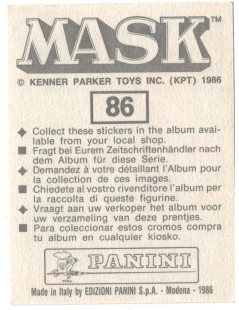 MASK™
© KENNER PARKER TOYS INC. (KPT) 1986
86
◆ Collect these stickers in the album avai-
lable from your local shop.
■ Fragt bei Eurem Zeitschriftenhändler nach
dem Album für diese Serie.
◆ Demandez à votre détaillant l'Album pour
la collection de ces images.
■ Chiedete al vostro rivenditore l'album per
la raccolta di queste figurine.
◆ Vraagt aan uw verkoper het album voor
uw verzameling van deze prentjes.
■ Para coleccionar estos cromos compra
tu album en cualquier kiosko.
PANINI
Made in Italy by EDIZIONI PANINI S.p.A. - Modena - 1986